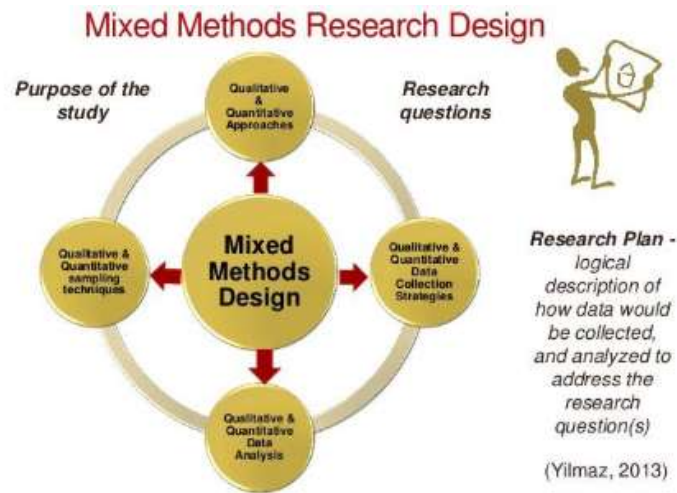 Mixed Methods Research Design
Purpose of the
study
Qualitative
&
Quantitative
Approaches
Research
questions
Qualitative &
Quantitative
sampling
techniques
Mixed
Methods
Design
Qualitative &
Quantitative
Data
Collection
Strategies
Qualitative &
Quantitative
Data
Analysis
Research Plan -
logical
description of
how data would
be collected,
and analyzed to
address the
research
question(s)
(Yilmaz, 2013)